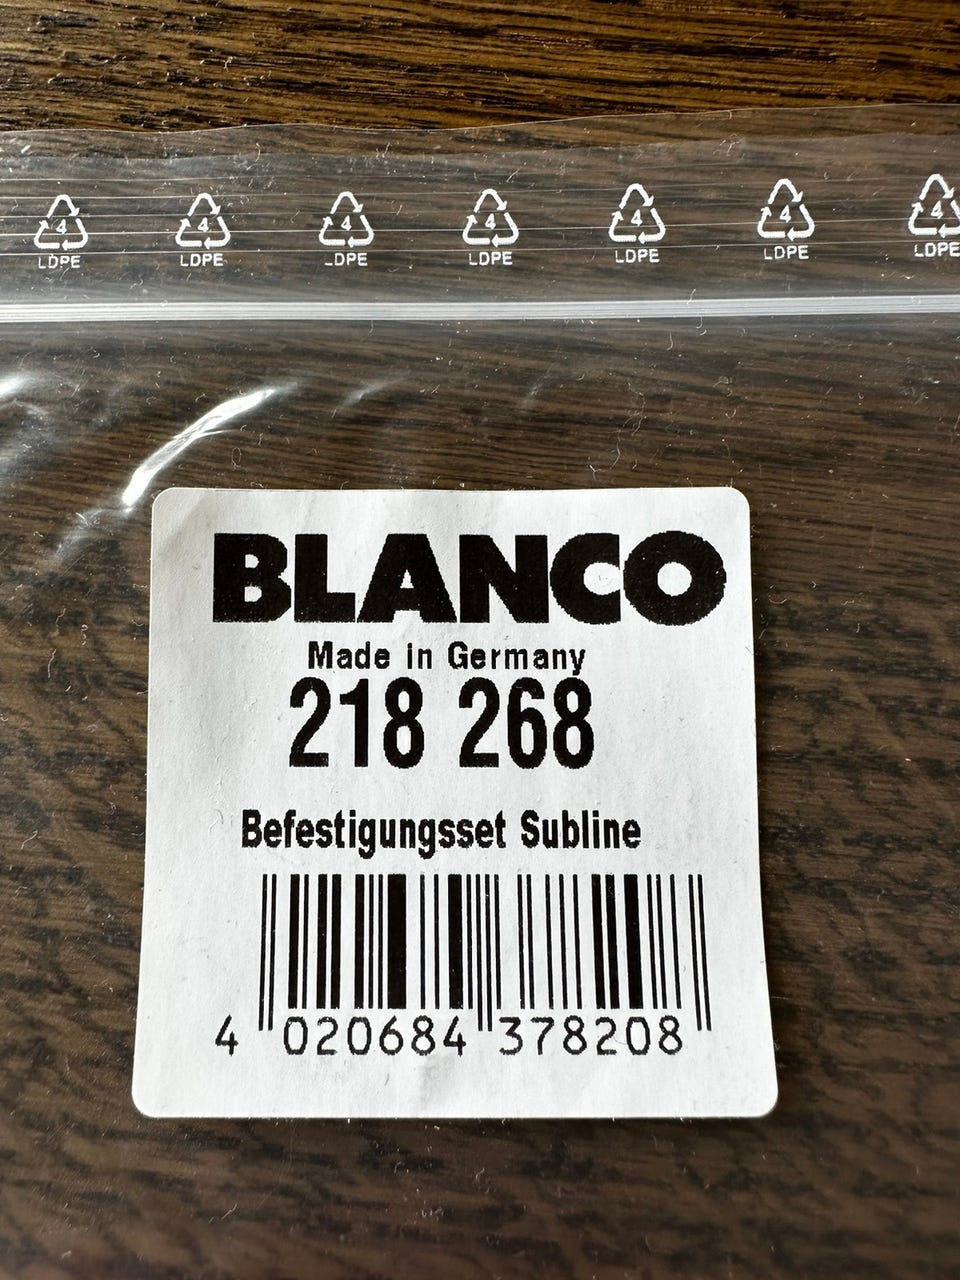 4 4 4 4 4 4 4
LDPE LDPE LDPE LDPE LDPE LDPE LDPE
BLANCO
Made in Germany
218 268
Befestigungsset Subline
4 020684 378208